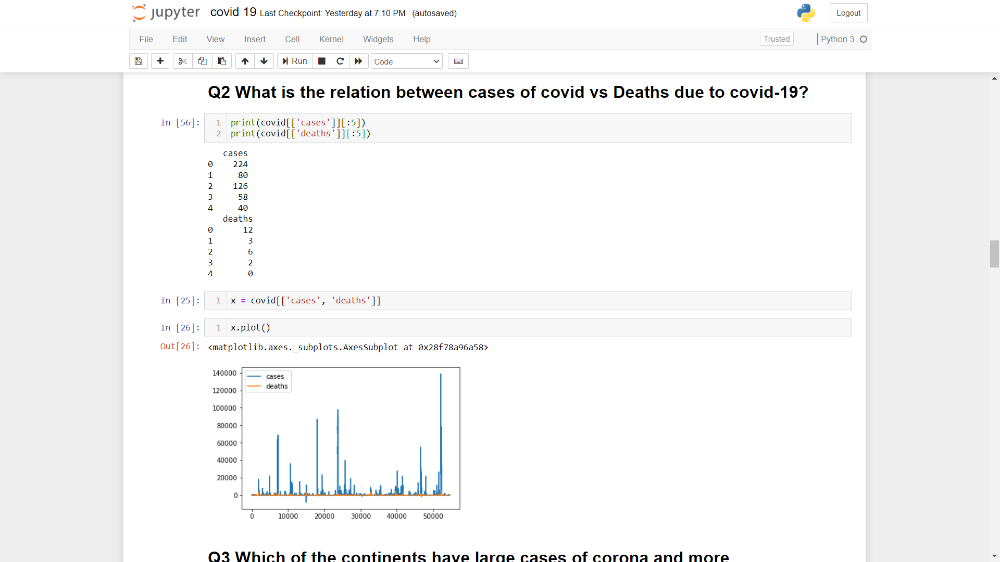 jupyter covid 19 Last Checkpoint: Yesterday at 7:10 PM (autosaved) Logout
File Edit View Insert Cell Kernel Widgets Help Trusted Python 3
Run Code
Q2 What is the relation between cases of covid vs Deaths due to covid-19?
In [56]: 1 print(covid[['cases']][:5])
2 print(covid[['deaths']][:5])
cases
0 224
1 80
2 126
3 58
4 40
deaths
0 12
1 3
2 6
3 2
4 0
In [25]: 1 x = covid[['cases', 'deaths']]
In [26]: 1 x.plot()
Out[26]: <matplotlib.axes._subplots.AxesSubplot at 0x28f78a96a58>
140000
cases
deaths
120000
100000
80000
60000
40000
20000
0
0 10000 20000 30000 40000 50000
Q3 Which of the continents have large cases of corona and more